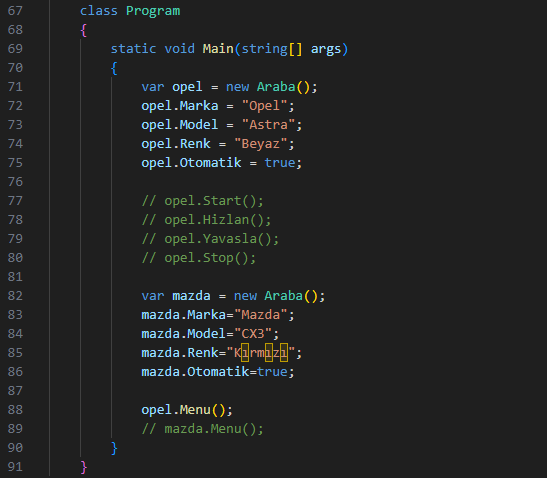 67 class Program
68 {
69 static void Main(string[] args)
70 {
71 var opel = new Araba();
72 opel.Marka = "Opel";
73 opel.Model = "Astra";
74 opel.Renk = "Beyaz";
75 opel.Otomatik = true;
76
77 // opel.Start();
78 // opel.Hizlan();
79 // opel.Yavasla();
80 // opel.Stop();
81
82 var mazda = new Araba();
83 mazda.Marka="Mazda";
84 mazda.Model="CX3";
85 mazda.Renk="Kırmızı";
86 mazda.Otomatik=true;
87
88 opel.Menu();
89 // mazda.Menu();
90 }
91 }